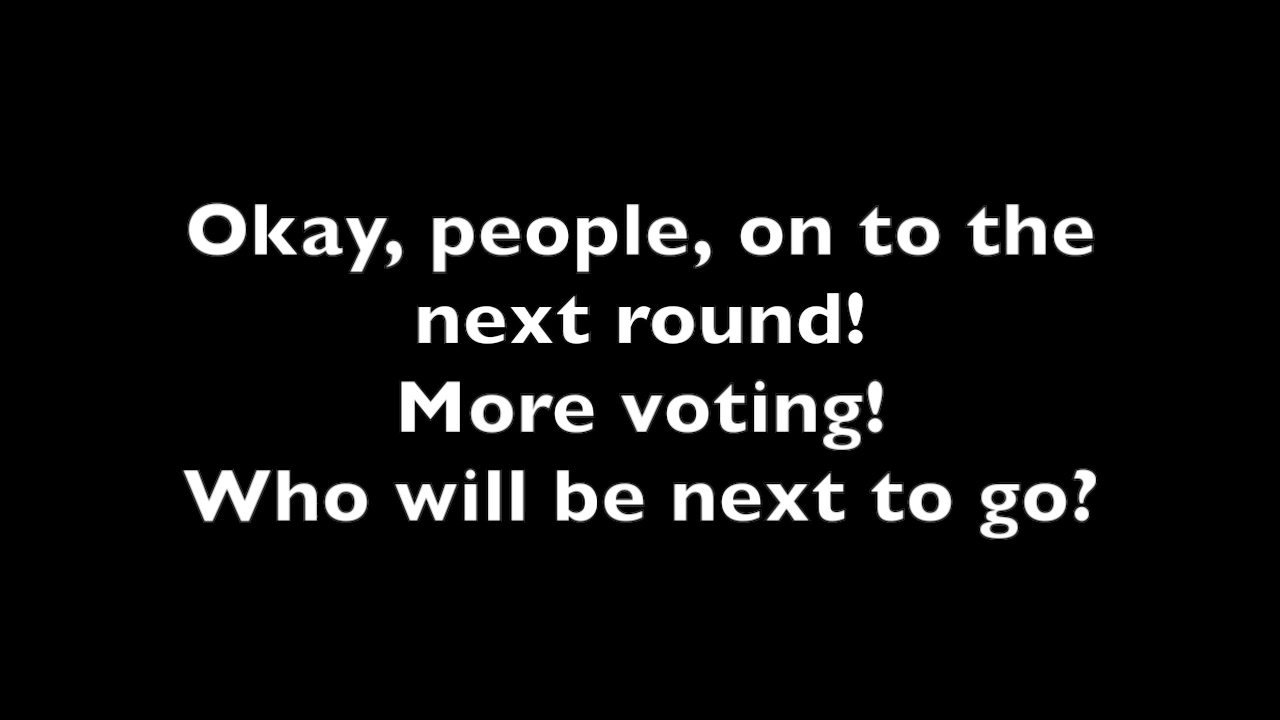 Okay, people, on to the
next round!
More voting!
Who will be next to go?